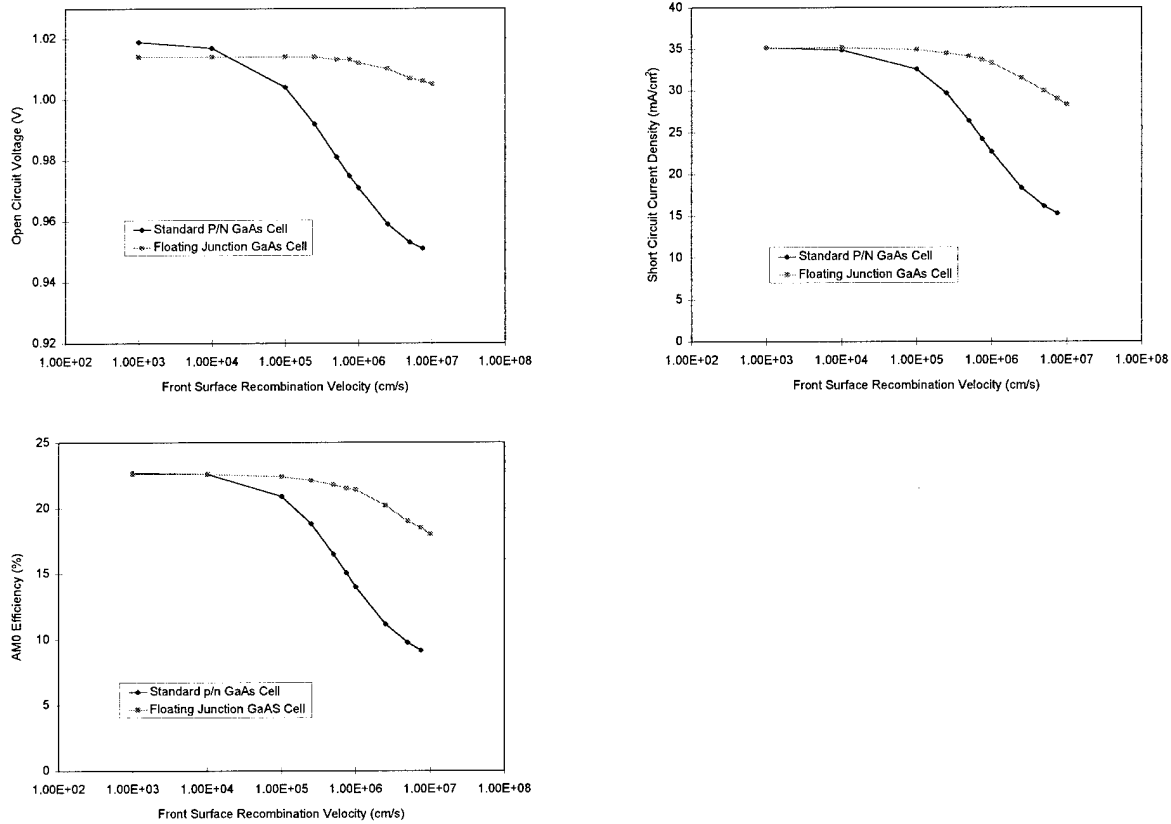 1.02
1.00
0.98
0.96
0.94
0.92
Open Circuit Voltage (V)
Standard P/N GaAs Cell
Floating Junction GaAs Cell
1.00E+02 1.00E+03 1.00E+04 1.00E+05 1.00E+06 1.00E+07 1.00E+08
Front Surface Recombination Velocity (cm/s)
40
35
30
25
20
15
10
5
0
Short Circuit Current Density (mA/cm²)
Standard P/N GaAs Cell
Floating Junction GaAs Cell
1.00E+02 1.00E+03 1.00E+04 1.00E+05 1.00E+06 1.00E+07 1.00E+08
Front Surface Recombination Velocity (cm/s)
25
20
15
10
5
0
AM0 Efficiency (%)
Standard p/n GaAs Cell
Floating Junction GaAS Cell
1.00E+02 1.00E+03 1.00E+04 1.00E+05 1.00E+06 1.00E+07 1.00E+08
Front Surface Recombination Velocity (cm/s)